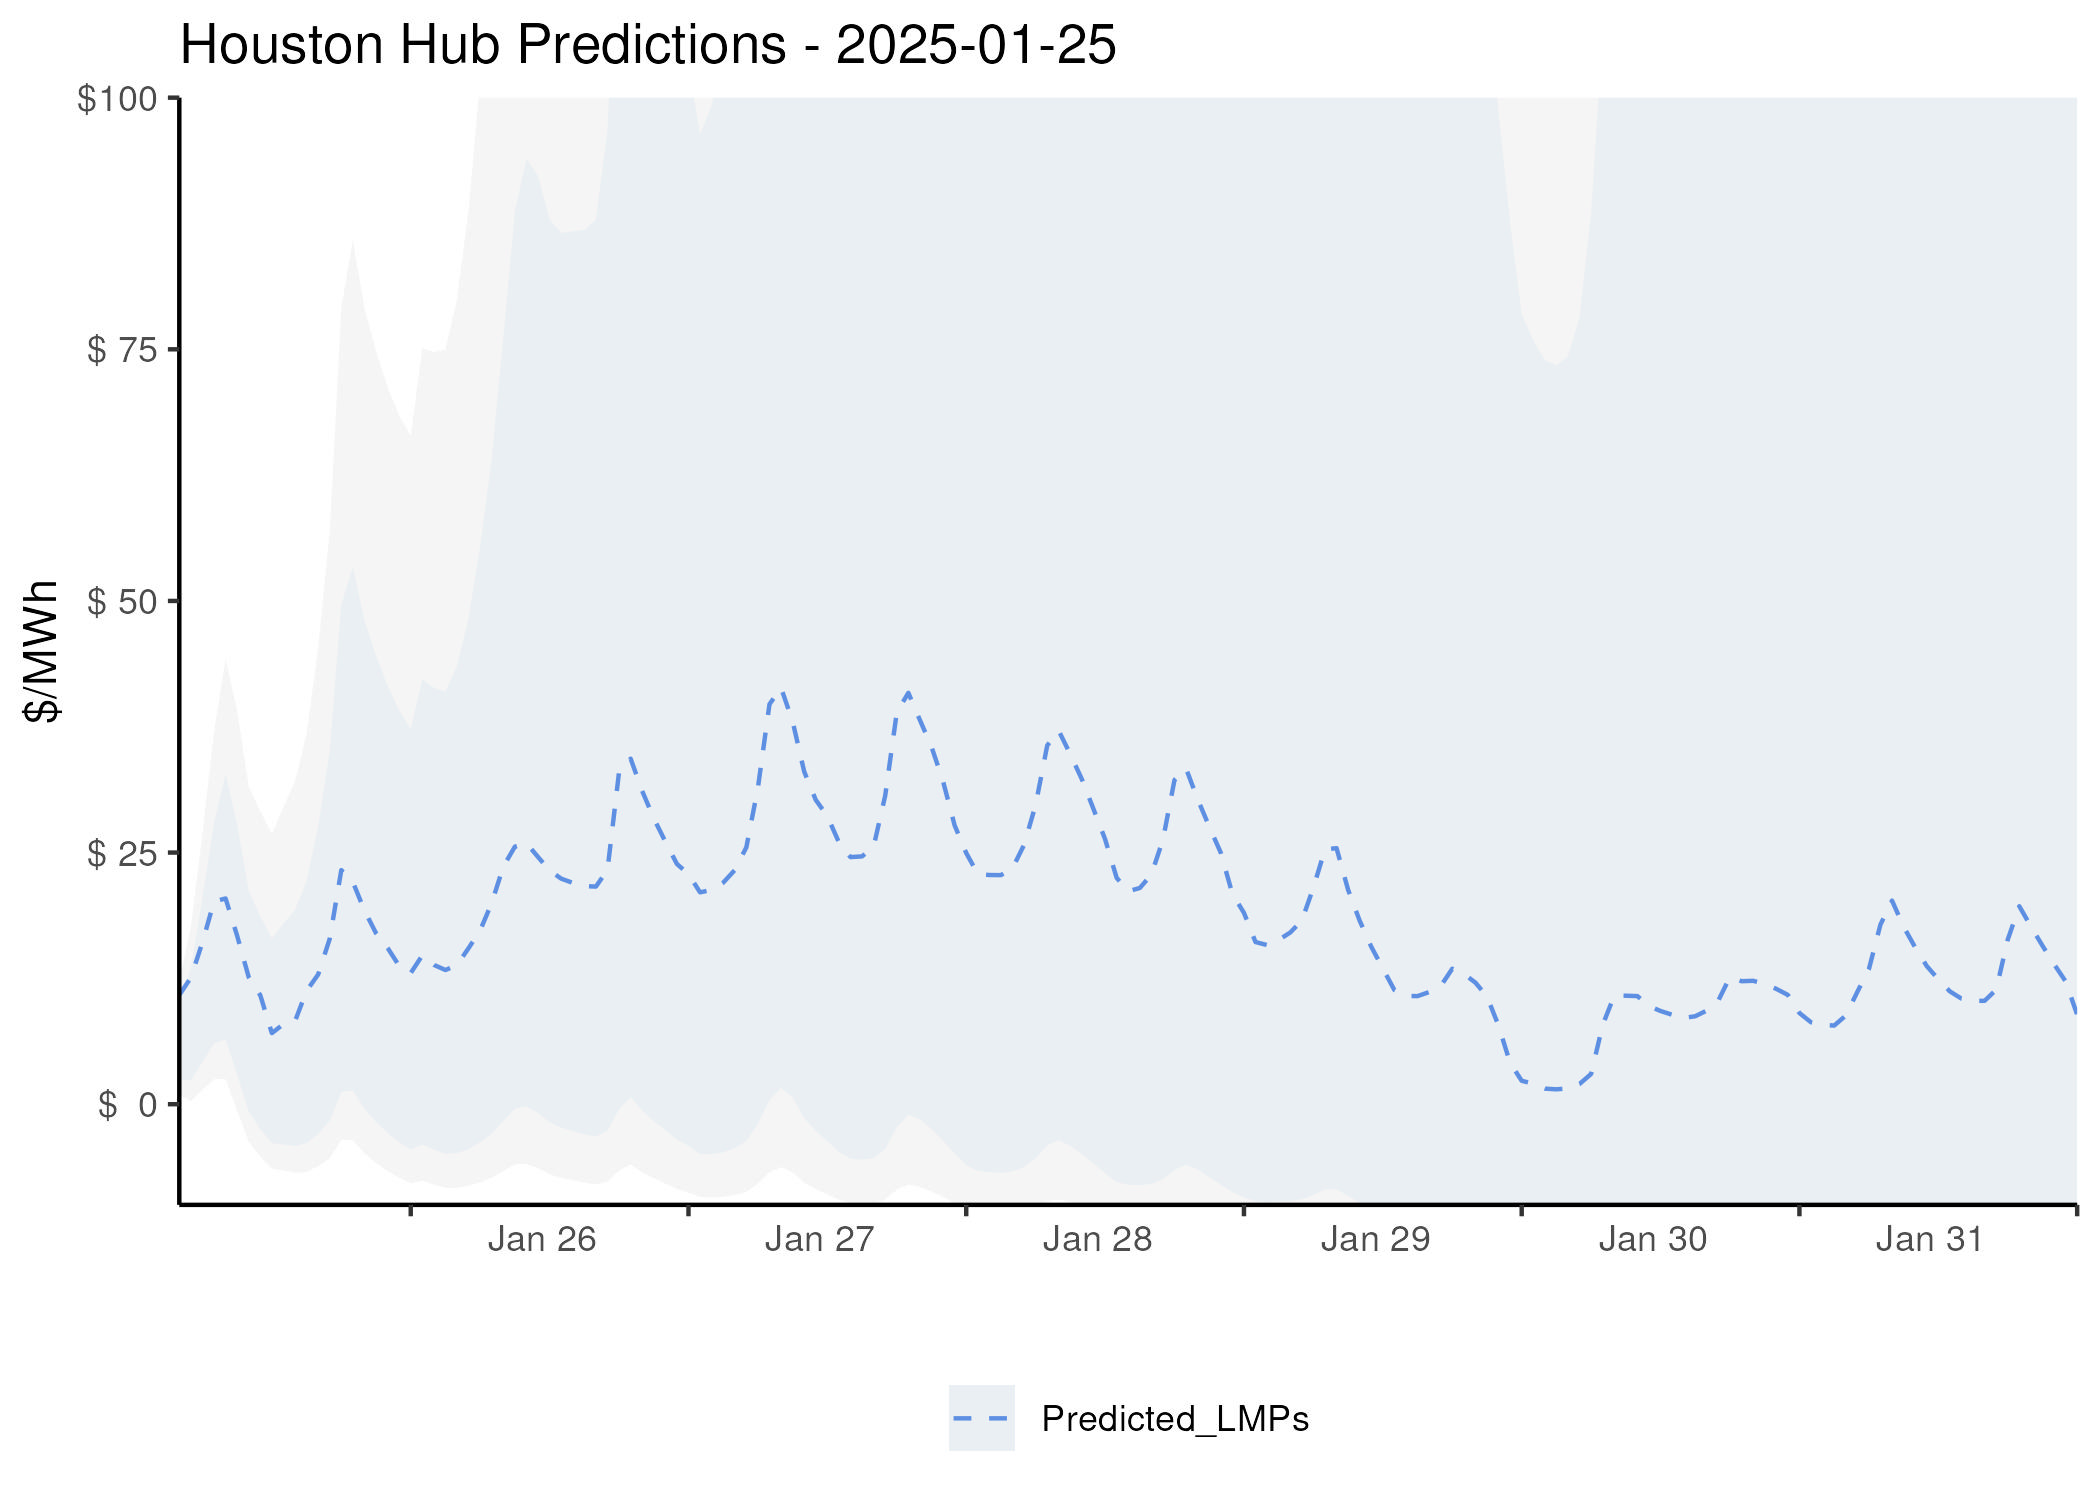 Houston Hub Predictions - 2025-01-25
$100
$ 75
$ 50
$ 25
$ 0
$/MWh
Jan 26
Jan 27
Jan 28
Jan 29
Jan 30
Jan 31
Predicted_LMPs